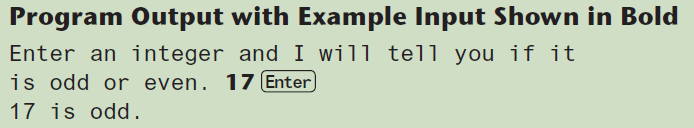 Program Output with Example Input Shown in Bold
Enter an integer and I will tell you if it
is odd or even. 17 Enter
17 is odd.